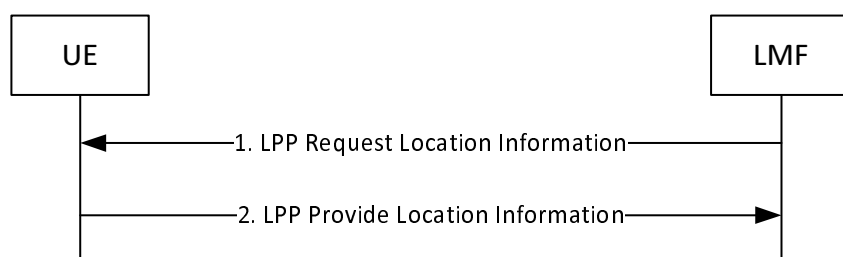 UE
LMF
1. LPP Request Location Information
2. LPP Provide Location Information